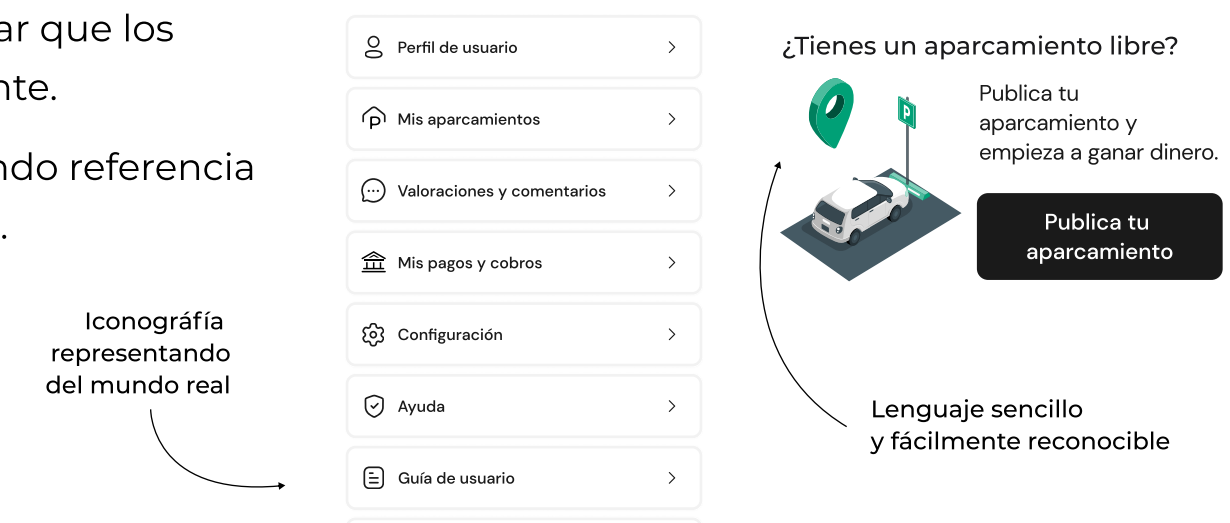 ar que los
nte.
ndo referencia
.
Iconográfía
representando
del mundo real
Perfil de usuario
Mis aparcamientos
Valoraciones y comentarios
Mis pagos y cobros
Configuración
Ayuda
Guía de usuario
¿Tienes un aparcamiento libre?
P
Publica tu
aparcamiento y
empieza a ganar dinero.
Publica tu
aparcamiento
Lenguaje sencillo
y fácilmente reconocible